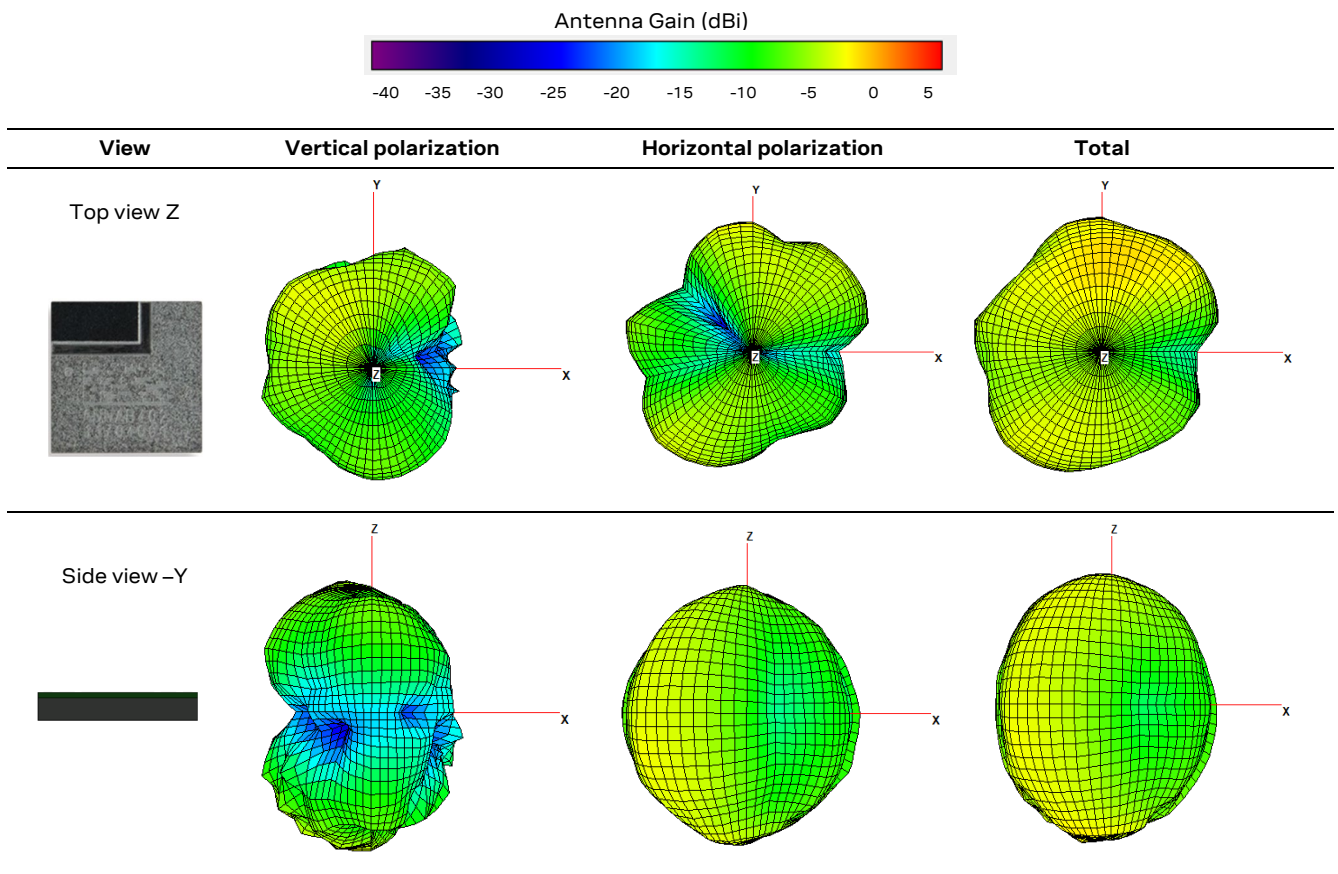 Antenna Gain (dBi)
-40 -35 -30 -25 -20 -15 -10 -5 0 5
View Vertical polarization Horizontal polarization Total
Top view Z
Y Y Y
Z Z Z
X X X
Side view –Y
Z Z Z
X X X